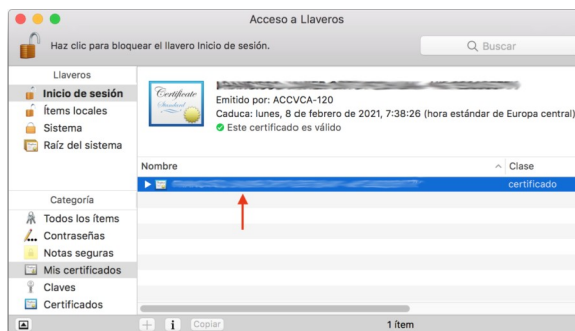 Acceso a Llaveros
Haz clic para bloquear el llavero Inicio de sesión.
Buscar
Llaveros
Inicio de sesión
Ítems locales
Sistema
Raíz del sistema
Certificate
Standard
Emitido por: ACCVCA-120
Caduca: lunes, 8 de febrero de 2021, 7:38:26 (hora estándar de Europa central)
Este certificado es válido
Nombre
Clase
certificado
Categoría
Todos los ítems
Contraseñas
Notas seguras
Mis certificados
Claves
Certificados
Copiar
1 ítem